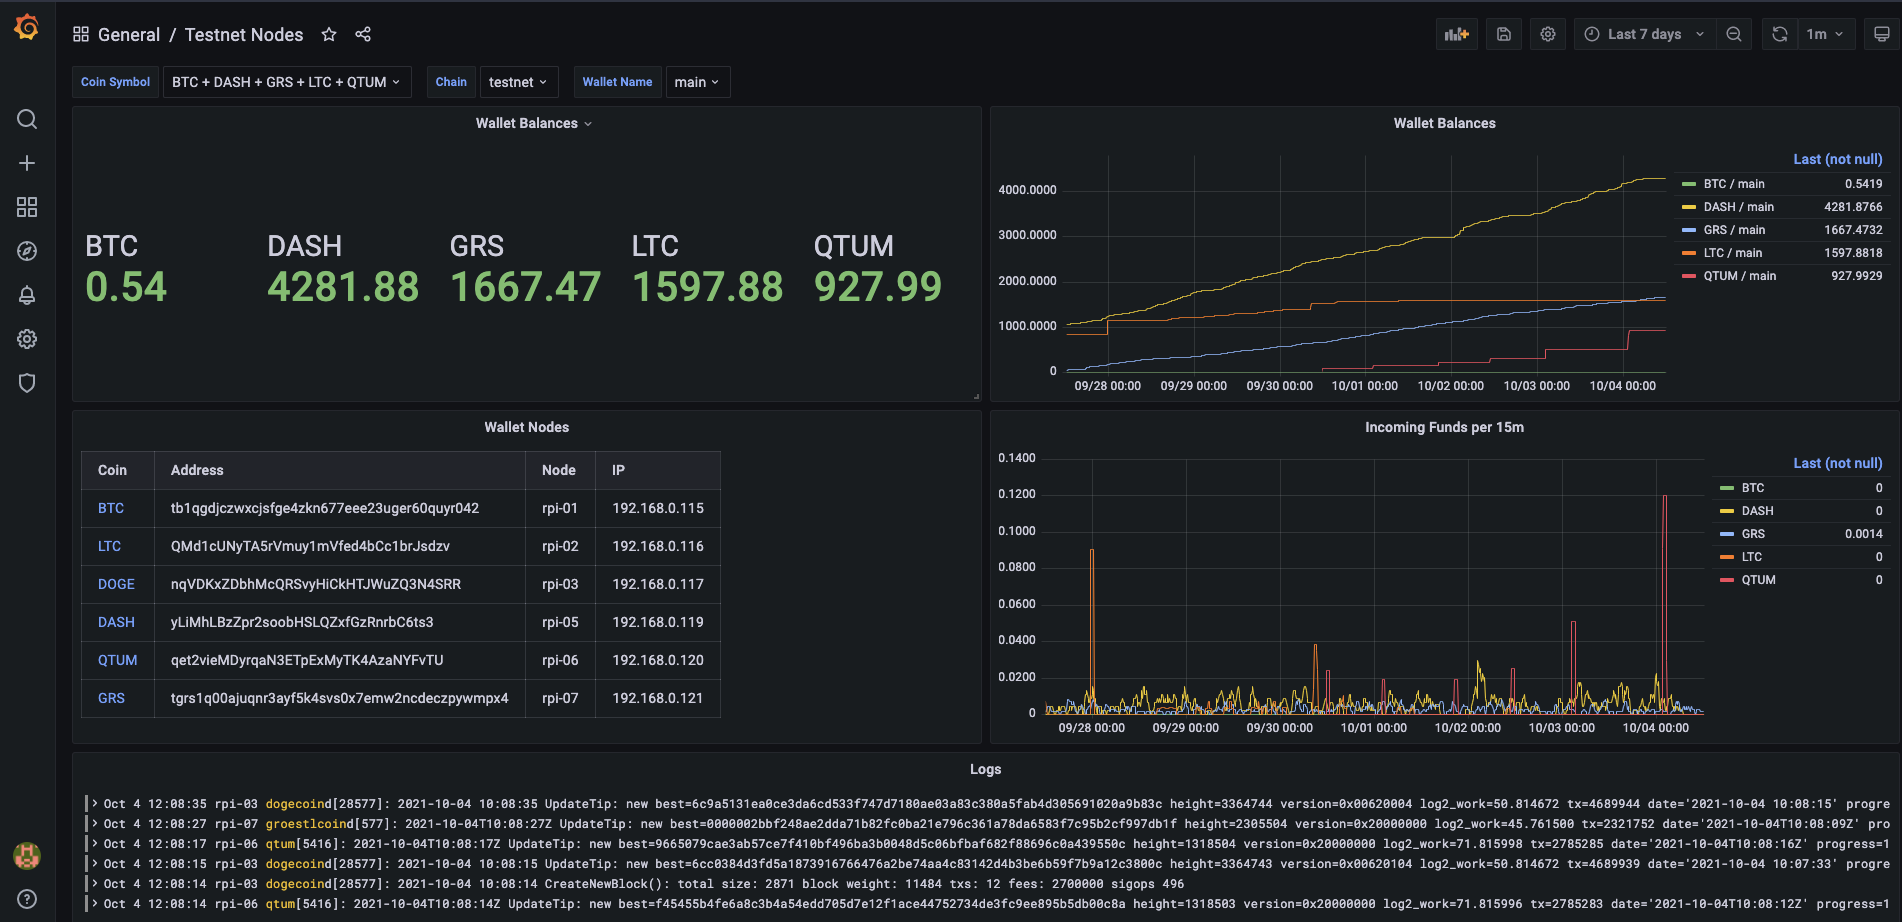 General / Testnet Nodes
Last 7 days
1m
Coin Symbol BTC + DASH + GRS + LTC + QTUM Chain testnet Wallet Name main
Wallet Balances
BTC DASH GRS LTC QTUM
0.54 4281.88 1667.47 1597.88 927.99
Wallet Balances
4000.0000
3000.0000
2000.0000
1000.0000
0
09/28 00:00 09/29 00:00 09/30 00:00 10/01 00:00 10/02 00:00 10/03 00:00 10/04 00:00
Last (not null)
BTC / main 0.5419
DASH / main 4281.8766
GRS / main 1667.4732
LTC / main 1597.8818
QTUM / main 927.9929
Wallet Nodes
Coin Address Node IP
BTC tb1qgdjczwxcjsfge4zkn677eee23uger60quyr042 rpi-01 192.168.0.115
LTC QMd1cUNyTA5rVmuy1mVfed4bCc1brJsdzv rpi-02 192.168.0.116
DOGE nqVDKxZDbhMcQRSvyHiCkHTJWuZQ3N4SRR rpi-03 192.168.0.117
DASH yLiMhLBzZpr2soobHSLQZxfGzRnrbC6ts3 rpi-05 192.168.0.119
QTUM qet2vieMDyrqaN3ETpExMyTK4AzaNYFvTU rpi-06 192.168.0.120
GRS tgrs1q00ajuqnr3ayf5k4svs0x7emw2ncdeczpywmpx4 rpi-07 192.168.0.121
Incoming Funds per 15m
0.1400
0.1200
0.1000
0.0800
0.0600
0.0400
0.0200
0
09/28 00:00 09/29 00:00 09/30 00:00 10/01 00:00 10/02 00:00 10/03 00:00 10/04 00:00
Last (not null)
BTC 0
DASH 0
GRS 0.0014
LTC 0
QTUM 0
Logs
Oct 4 12:08:35 rpi-03 dogecoind[28577]: 2021-10-04 10:08:35 UpdateTip: new best=6c9a5131ea0ce3da6cd533f747d7180ae03a83c380a5fab4d305691020a9b83c height=3364744 version=0x00620004 log2_work=50.814672 tx=4689944 date='2021-10-04 10:08:15' progre
Oct 4 12:08:27 rpi-07 groestlcoind[577]: 2021-10-04T10:08:27Z UpdateTip: new best=0000002bbf248ae2dda71b82fc0ba21e796c361a78da6583f7c95b2cf997db1f height=2305504 version=0x20000000 log2_work=45.761500 tx=2321752 date='2021-10-04T10:08:09Z' pro
Oct 4 12:08:17 rpi-06 qtum[5416]: 2021-10-04T10:08:17Z UpdateTip: new best=9665079cae3ab57ce7f410bf496ba3b0048d5c06bfbaf682f88696c0a439550c height=1318504 version=0x20000000 log2_work=71.815998 tx=2785285 date='2021-10-04T10:08:16Z' progress=1
Oct 4 12:08:15 rpi-03 dogecoind[28577]: 2021-10-04 10:08:15 UpdateTip: new best=6cc0384d3fd5a1873916766476a2be74aa4c83142d4b3be6b59f7b9a12c3800c height=3364743 version=0x00620104 log2_work=50.814672 tx=4689939 date='2021-10-04 10:07:33' progre
Oct 4 12:08:14 rpi-03 dogecoind[28577]: 2021-10-04 10:08:14 CreateNewBlock(): total size: 2871 block weight: 11484 txs: 12 fees: 2700000 sigops 496
Oct 4 12:08:14 rpi-06 qtum[5416]: 2021-10-04T10:08:14Z UpdateTip: new best=f45455b4fe6a8c3b4a54edd705d7e12f1ace44752734de3fc9ee895b5db00c8a height=1318503 version=0x20000000 log2_work=71.815996 tx=2785283 date='2021-10-04T10:08:12Z' progress=1